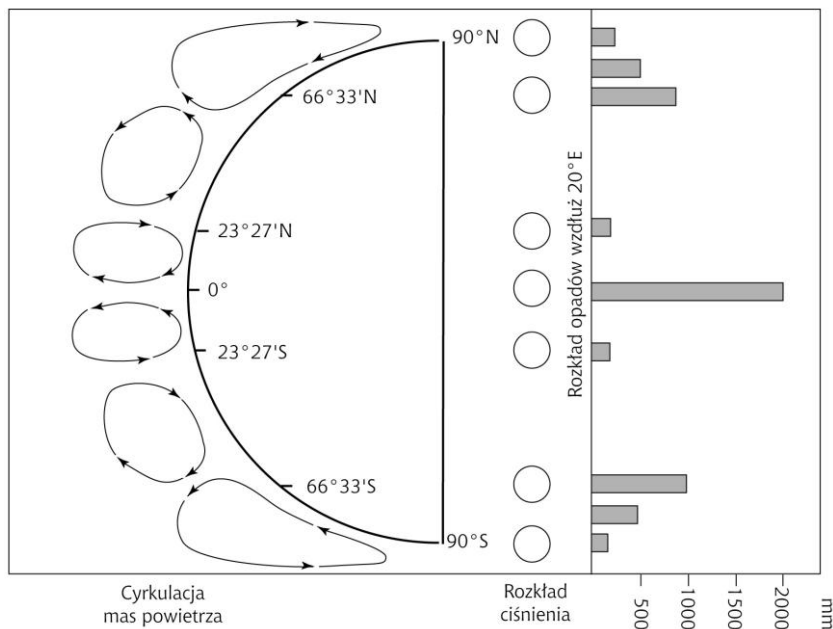 90°N
66°33'N
23°27'N
0°
23°27'S
66°33'S
90°S
Rozkład opadów wzdłuż 20°E
500
1000
1500
2000
mm
Cyrkulacja
mas powietrza
Rozkład
ciśnienia